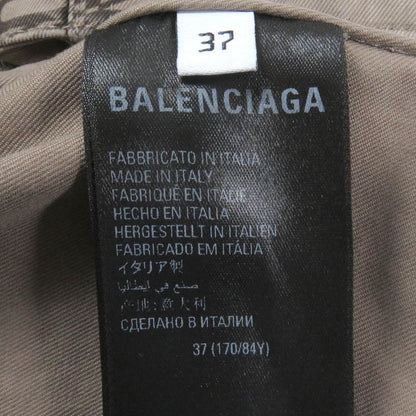 37
BALENCIAGA
FABBRICATO IN ITALIA
MADE IN ITALY
FABRIQUÉ EN ITALIE
HECHO EN ITALIA
HERGESTELLT IN ITALIEN
FABRICADO EM ITÁLIA
イタリア製
صنع في ايطاليا
产地:意大利
СДЕЛАНО В ИТАЛИИ
37 (170/84Y)